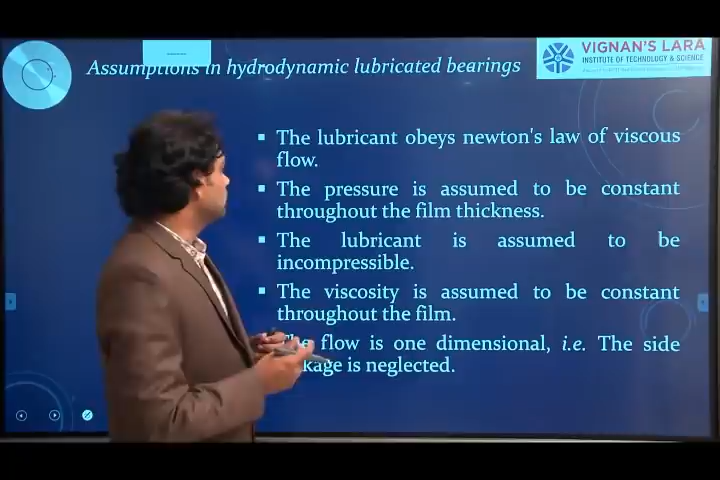 Assumptions in hydrodynamic lubricated bearings
VIGNAN'S LARA
INSTITUTE OF TECHNOLOGY & SCIENCE
▪ The lubricant obeys newton's law of viscous
flow.
▪ The pressure is assumed to be constant
throughout the film thickness.
▪ The lubricant is assumed to be
incompressible.
▪ The viscosity is assumed to be constant
throughout the film.
flow is one dimensional, i.e. The side
kage is neglected.